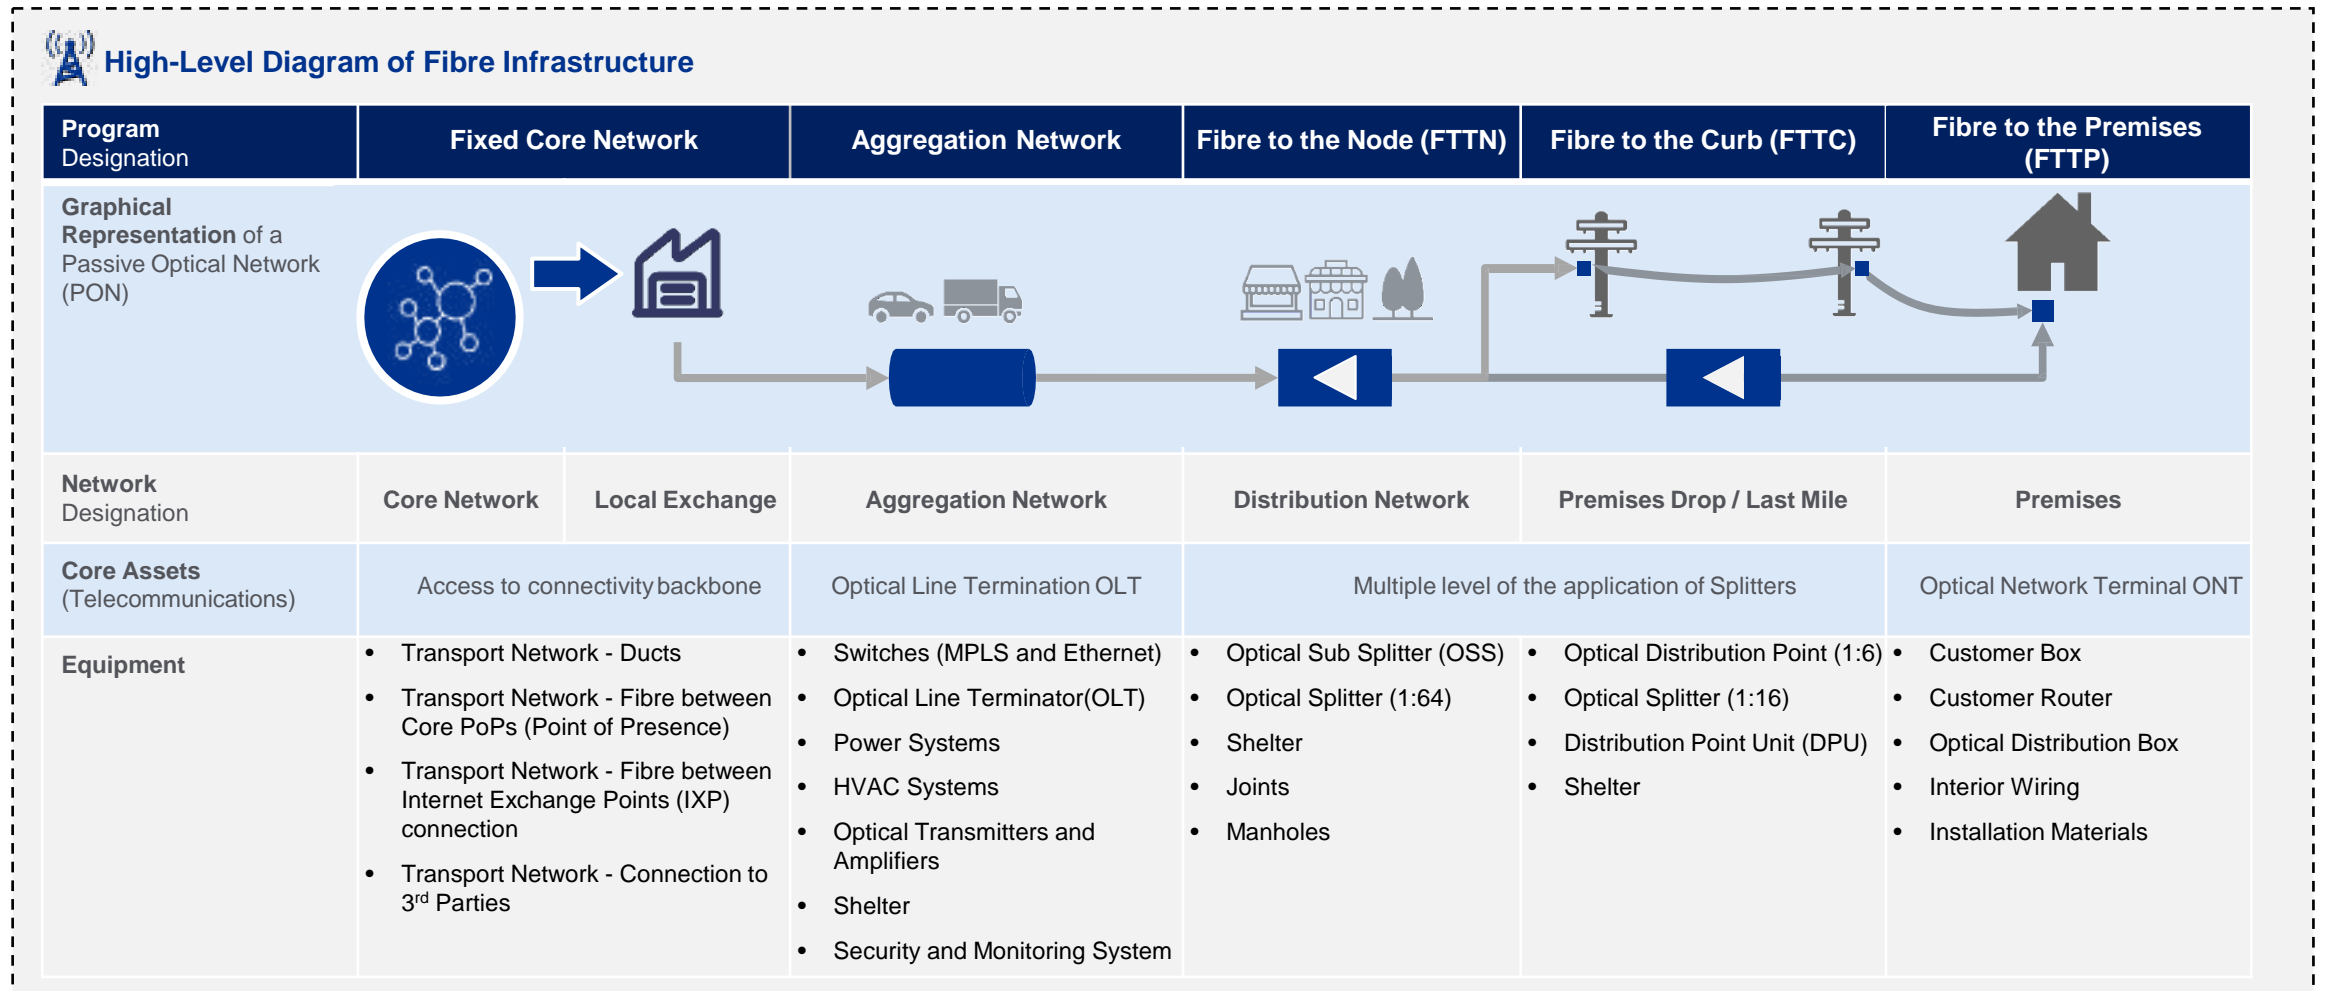 High-Level Diagram of Fibre Infrastructure
Program
Designation
Fixed Core Network
Aggregation Network
Fibre to the Node (FTTN)
Fibre to the Curb (FTTC)
Fibre to the Premises
(FTTP)
Graphical
Representation of a
Passive Optical Network
(PON)
Network
Designation
Core Network
Local Exchange
Aggregation Network
Distribution Network
Premises Drop / Last Mile
Premises
Core Assets
(Telecommunications)
Access to connectivity backbone
Optical Line Termination OLT
Multiple level of the application of Splitters
Optical Network Terminal ONT
Equipment
• Transport Network - Ducts
• Transport Network - Fibre between
Core PoPs (Point of Presence)
• Transport Network - Fibre between
Internet Exchange Points (IXP)
connection
• Transport Network - Connection to
3rd Parties
• Switches (MPLS and Ethernet)
• Optical Line Terminator(OLT)
• Power Systems
• HVAC Systems
• Optical Transmitters and
Amplifiers
• Shelter
• Security and Monitoring System
• Optical Sub Splitter (OSS)
• Optical Splitter (1:64)
• Shelter
• Joints
• Manholes
• Optical Distribution Point (1:6)
• Optical Splitter (1:16)
• Distribution Point Unit (DPU)
• Shelter
• Customer Box
• Customer Router
• Optical Distribution Box
• Interior Wiring
• Installation Materials